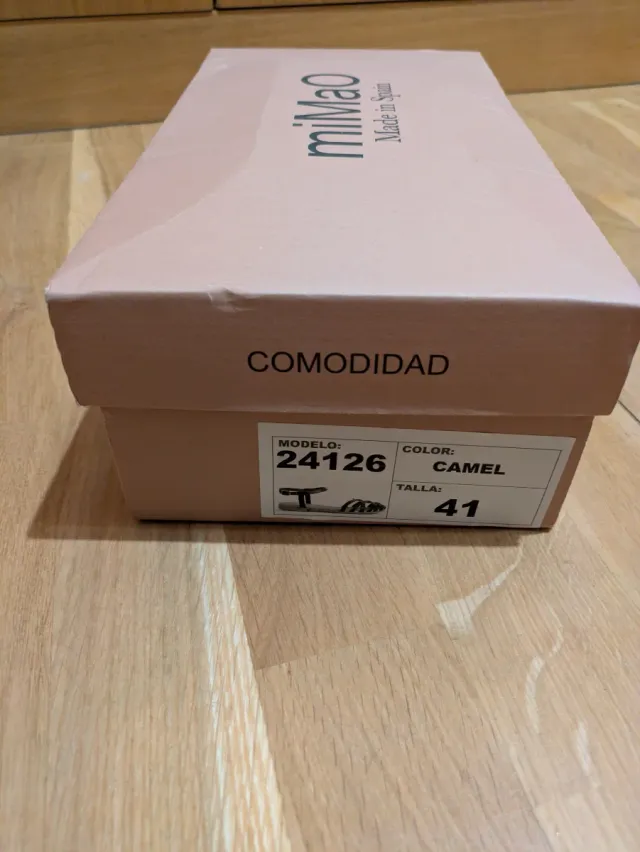 miMaO
Made in Spain
COMODIDAD
MODELO:
24126
COLOR:
CAMEL
TALLA:
41